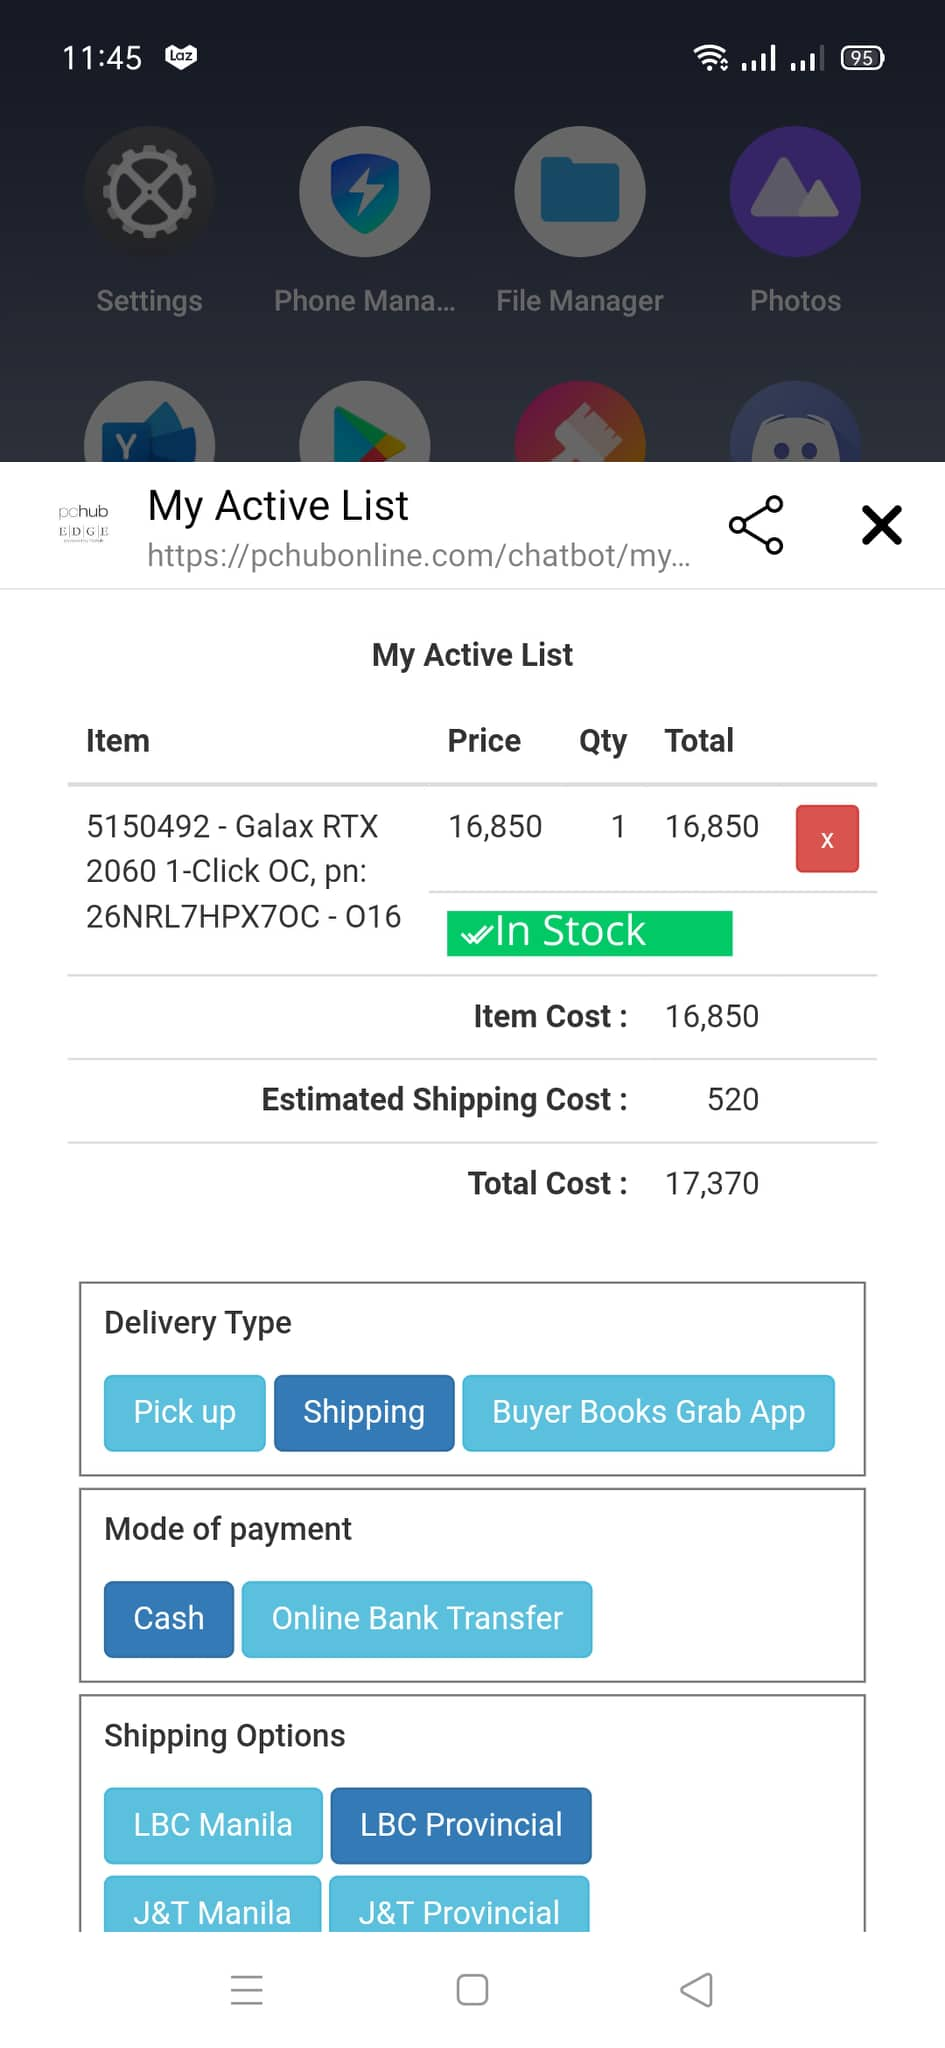 11:45 Laz 95
Settings Phone Mana... File Manager Photos
Y
pchub
E|D|G|E
My Active List
https://pchubonline.com/chatbot/my...
My Active List
Item Price Qty Total
5150492 - Galax RTX 16,850 1 16,850 x
2060 1-Click OC, pn:
26NRL7HPX7OC - O16
In Stock
Item Cost : 16,850
Estimated Shipping Cost : 520
Total Cost : 17,370
Delivery Type
Pick up Shipping Buyer Books Grab App
Mode of payment
Cash Online Bank Transfer
Shipping Options
LBC Manila LBC Provincial
J&T Manila J&T Provincial